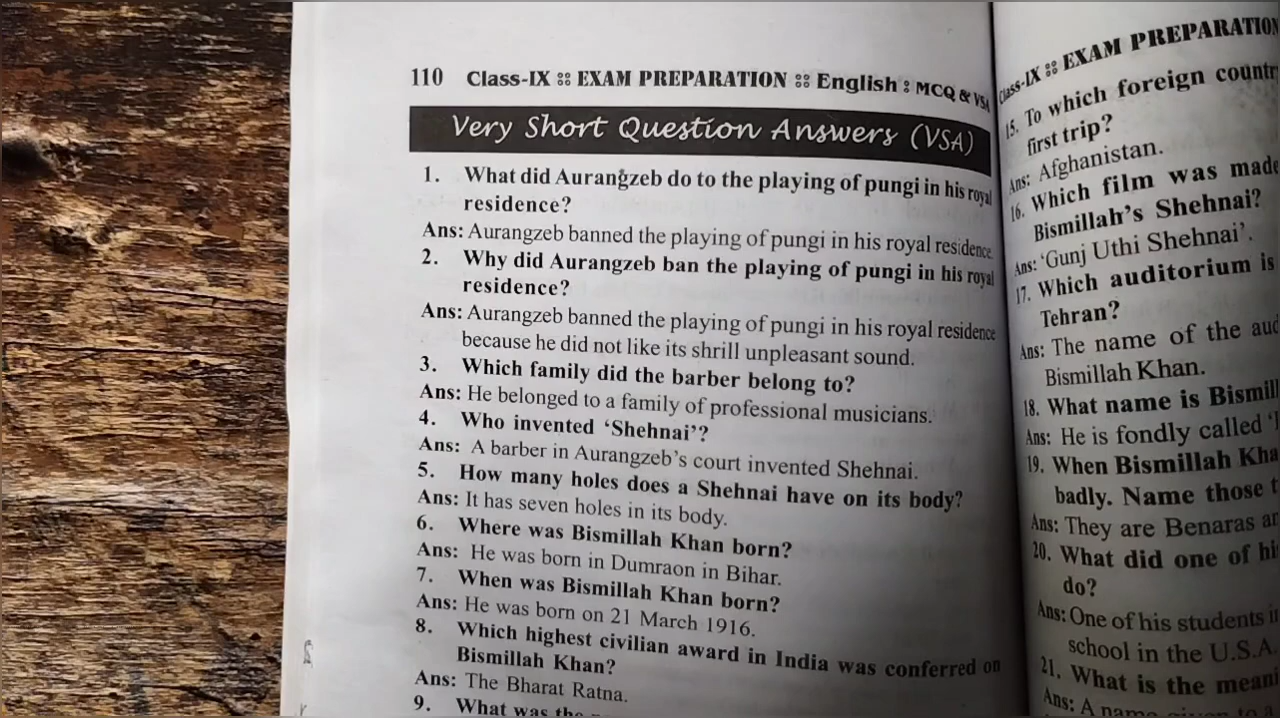 110 Class-IX :: EXAM PREPARATION :: English : MCQ & VSA
Very Short Question Answers (VSA)
1. What did Aurangzeb do to the playing of pungi in his royal
residence?
Ans: Aurangzeb banned the playing of pungi in his royal residence.
2. Why did Aurangzeb ban the playing of pungi in his royal
residence?
Ans: Aurangzeb banned the playing of pungi in his royal residence
because he did not like its shrill unpleasant sound.
3. Which family did the barber belong to?
Ans: He belonged to a family of professional musicians.
4. Who invented ‘Shehnai’?
Ans: A barber in Aurangzeb’s court invented Shehnai.
5. How many holes does a Shehnai have on its body?
Ans: It has seven holes in its body.
6. Where was Bismillah Khan born?
Ans: He was born in Dumraon in Bihar.
7. When was Bismillah Khan born?
Ans: He was born on 21 March 1916.
8. Which highest civilian award in India was conferred on
Bismillah Khan?
Ans: The Bharat Ratna.
9. What was the
Class-IX :: EXAM PREPARATION
15. To which foreign
first trip?
Ans: Afghanistan.
16. Which film was made
Bismillah’s Shehnai?
Ans: ‘Gunj Uthi Shehnai’.
17. Which auditorium is
Tehran?
Ans: The name of the
Bismillah Khan.
18. What name is
Ans: He is fondly called
19. When Bismillah
badly. Name those
Ans: They are Benaras
20. What did one of
do?
Ans: One of his students
school in the U.S.A.
21. What is the
Ans: A name given to